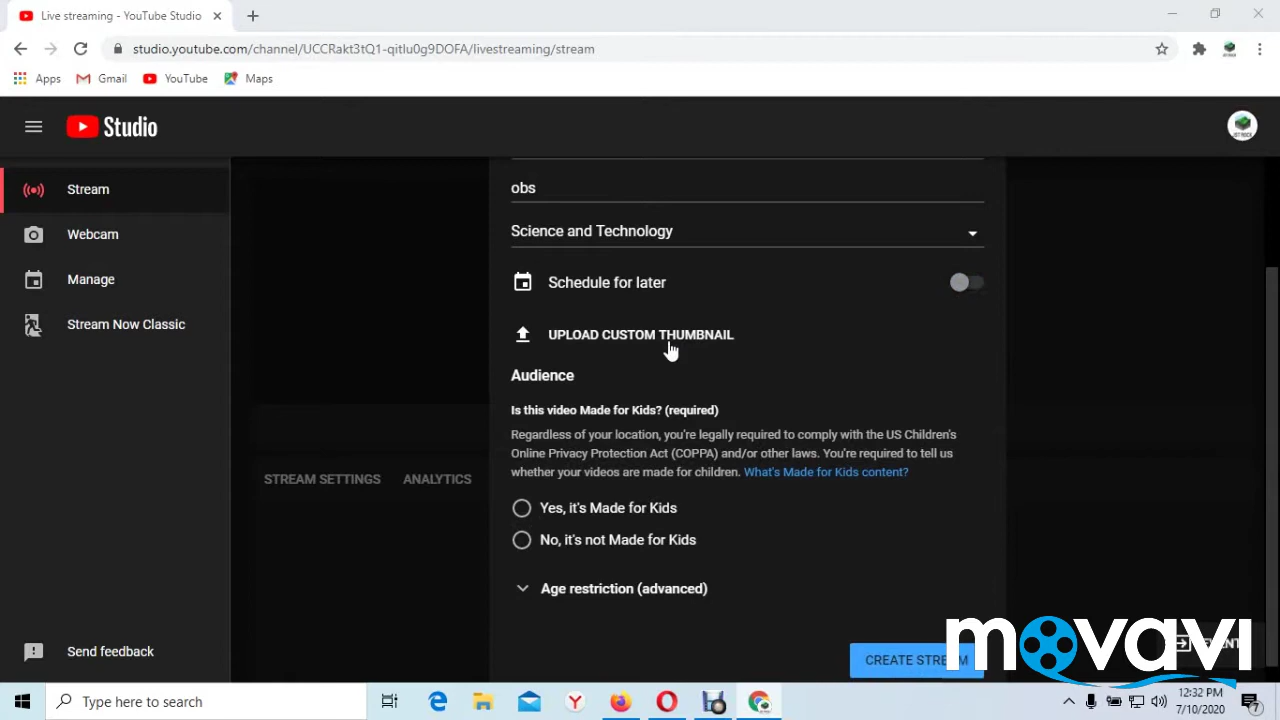 Live streaming - YouTube Studio
studio.youtube.com/channel/UCCRakt3tQ1-qitlu0g9DOFA/livestreaming/stream
Apps Gmail YouTube Maps
Studio
Stream
Webcam
Manage
Stream Now Classic
obs
Science and Technology
Schedule for later
UPLOAD CUSTOM THUMBNAIL
Audience
Is this video Made for Kids? (required)
Regardless of your location, you're legally required to comply with the US Children's
Online Privacy Protection Act (COPPA) and/or other laws. You're required to tell us
whether your videos are made for children. What's Made for Kids content?
STREAM SETTINGS ANALYTICS
Yes, it's Made for Kids
No, it's not Made for Kids
Age restriction (advanced)
CREATE STREAM
movavi
Send feedback
Type here to search
12:32 PM
7/10/2020
7